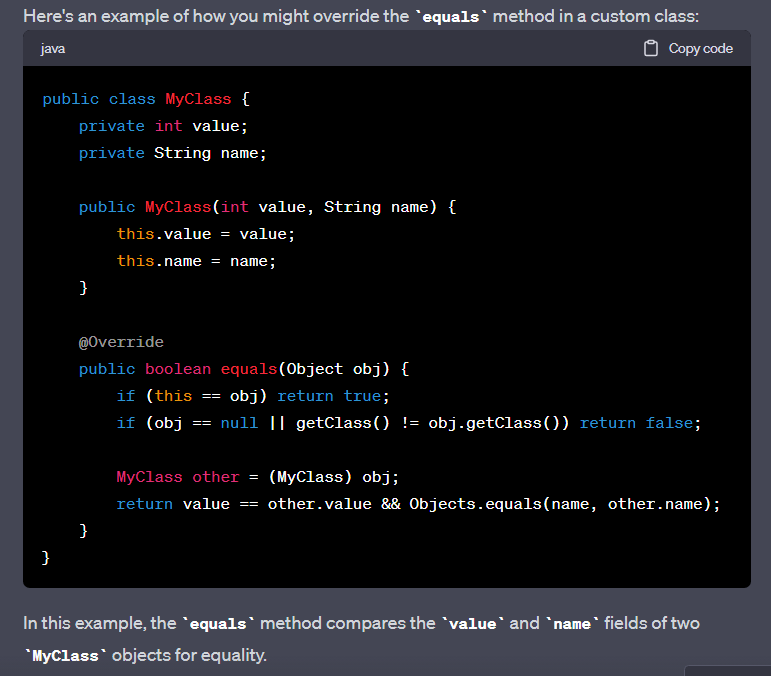 Here's an example of how you might override the `equals` method in a custom class:
java
Copy code
public class MyClass {
    private int value;
    private String name;
    public MyClass(int value, String name) {
        this.value = value;
        this.name = name;
    }
    @Override
    public boolean equals(Object obj) {
        if (this == obj) return true;
        if (obj == null || getClass() != obj.getClass()) return false;
        MyClass other = (MyClass) obj;
        return value == other.value && Objects.equals(name, other.name);
    }
}
In this example, the `equals` method compares the `value` and `name` fields of two
`MyClass` objects for equality.